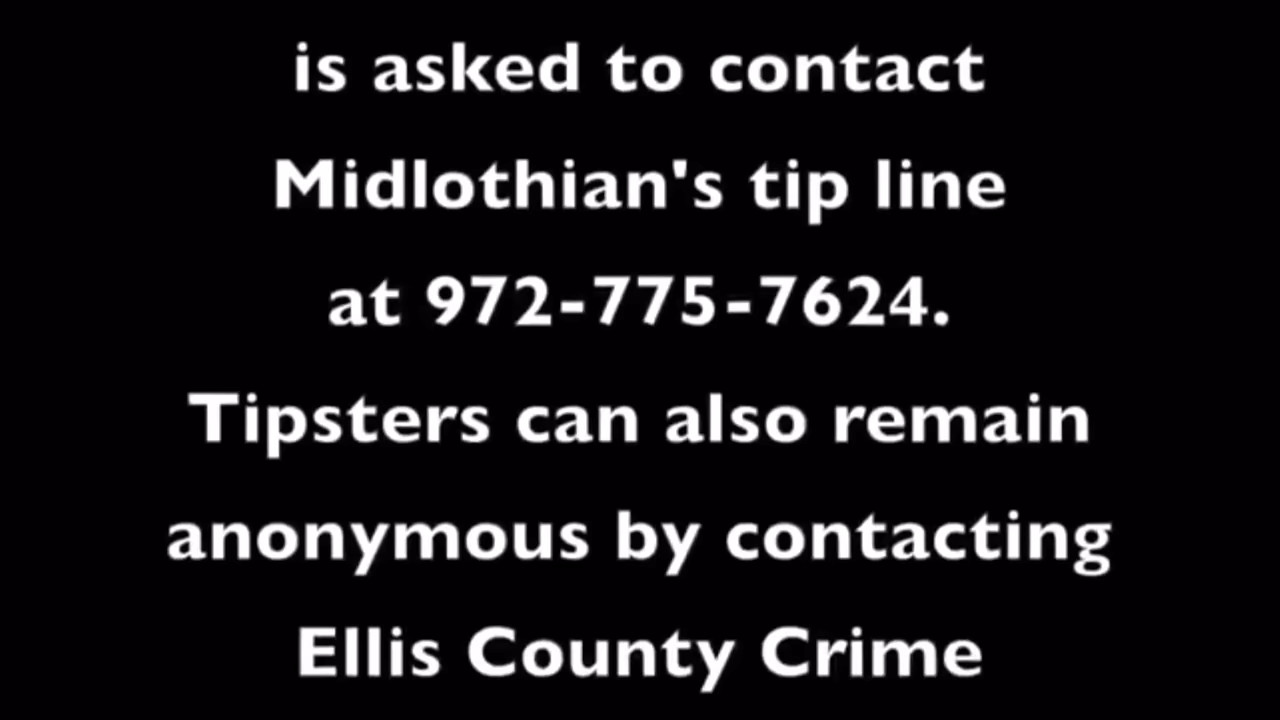 is asked to contact
Midlothian's tip line
at 972-775-7624.
Tipsters can also remain
anonymous by contacting
Ellis County Crime